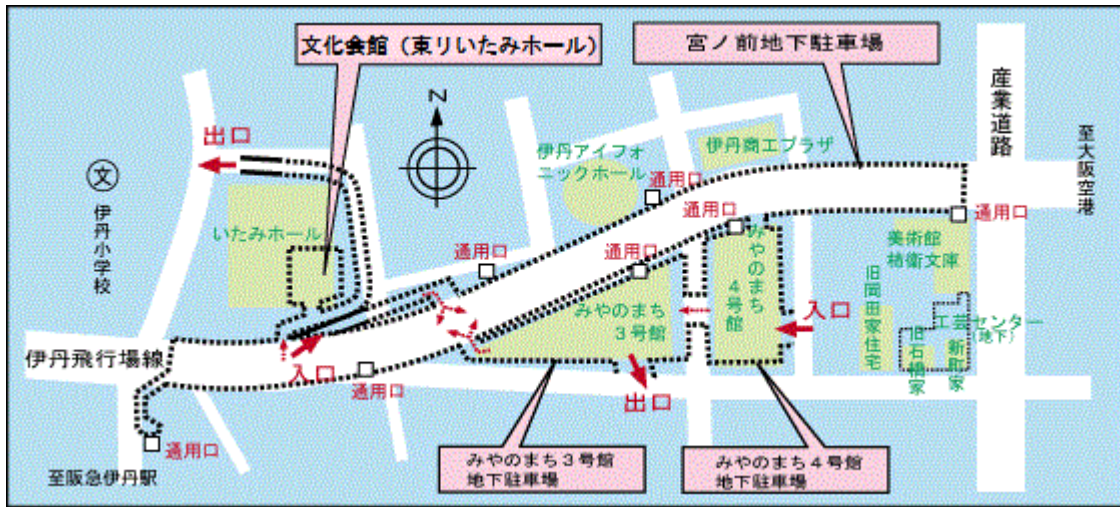 文化会館（東リいたみホール）
宮ノ前地下駐車場
産業道路
至大阪空港
N
出口
文
伊丹小学校
いたみホール
伊丹アイフォ
ニックホール
伊丹商工プラザ
通用口
通用口
通用口
通用口
通用口
美術館
柿衛文庫
みやのまち
4号館
みやのまち
3号館
旧岡田家住宅
工芸センター
(地下)
旧石橋家
新町家
入口
伊丹飛行場線
入口
通用口
出口
通用口
至阪急伊丹駅
みやのまち３号館
地下駐車場
みやのまち４号館
地下駐車場